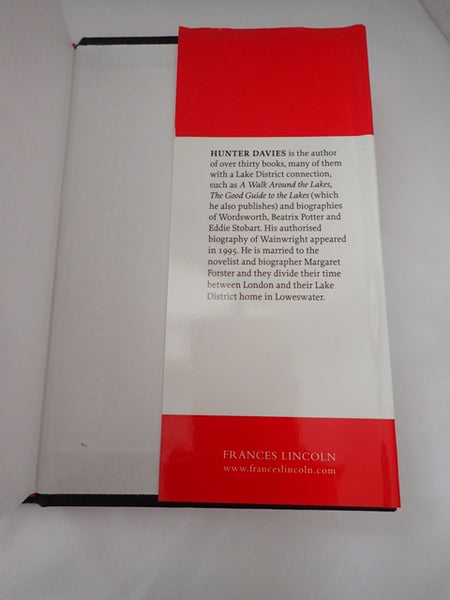 HUNTER DAVIES is the author
of over thirty books, many of them
with a Lake District connection,
such as A Walk Around the Lakes,
The Good Guide to the Lakes (which
he also publishes) and biographies
of Wordsworth, Beatrix Potter and
Eddie Stobart. His authorised
biography of Wainwright appeared
in 1995. He is married to the
novelist and biographer Margaret
Forster and they divide their time
between London and their Lake
District home in Loweswater.
FRANCES LINCOLN
www.franceslincoln.com